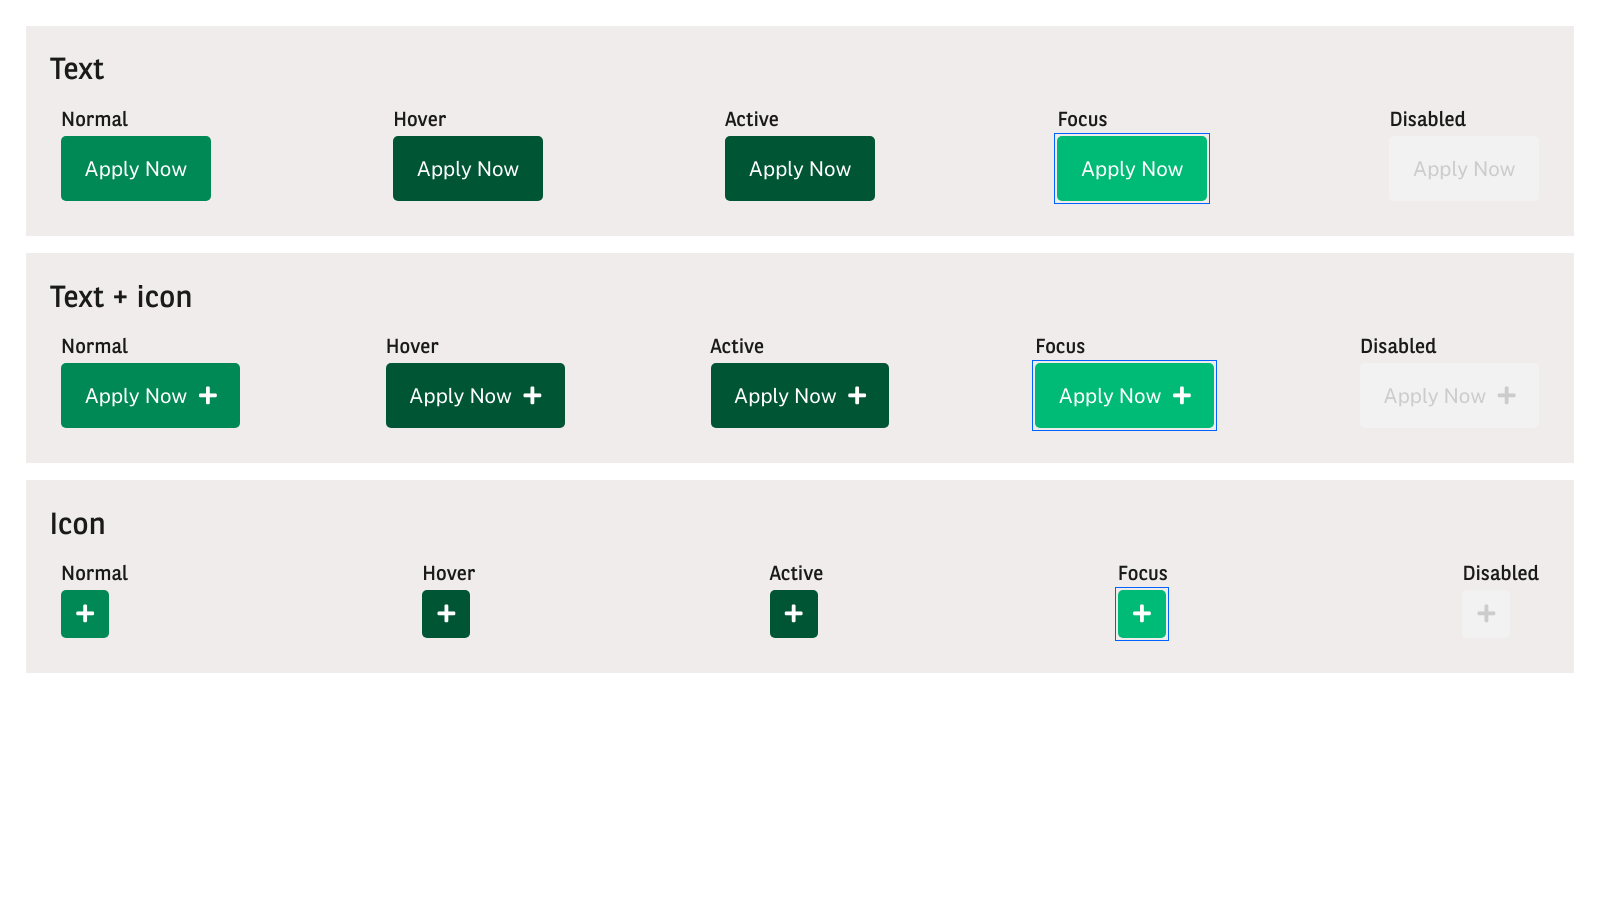 Text
Normal Hover Active Focus Disabled
Apply Now Apply Now Apply Now Apply Now Apply Now
Text + icon
Normal Hover Active Focus Disabled
Apply Now + Apply Now + Apply Now + Apply Now + Apply Now +
Icon
Normal Hover Active Focus Disabled
+ + + + +